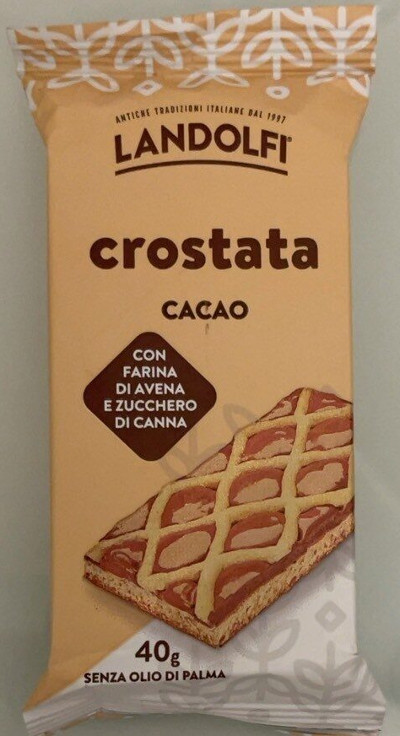 ANTICHE TRADIZIONI ITALIANE DAL 1997
LANDOLFI®
crostata
CACAO
CON
FARINA
DI AVENA
E ZUCCHERO
DI CANNA
40g
SENZA OLIO DI PALMA